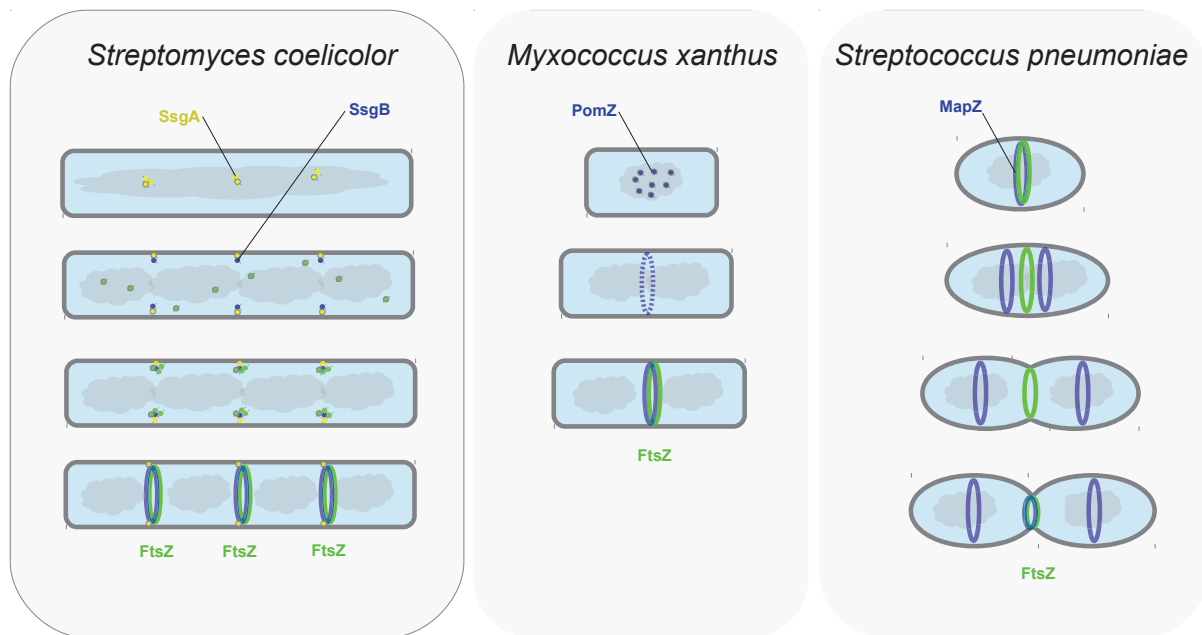 Streptomyces coelicolor
SsgA
SsgB
FtsZ
FtsZ
FtsZ
Myxococcus xanthus
PomZ
FtsZ
Streptococcus pneumoniae
MapZ
FtsZ